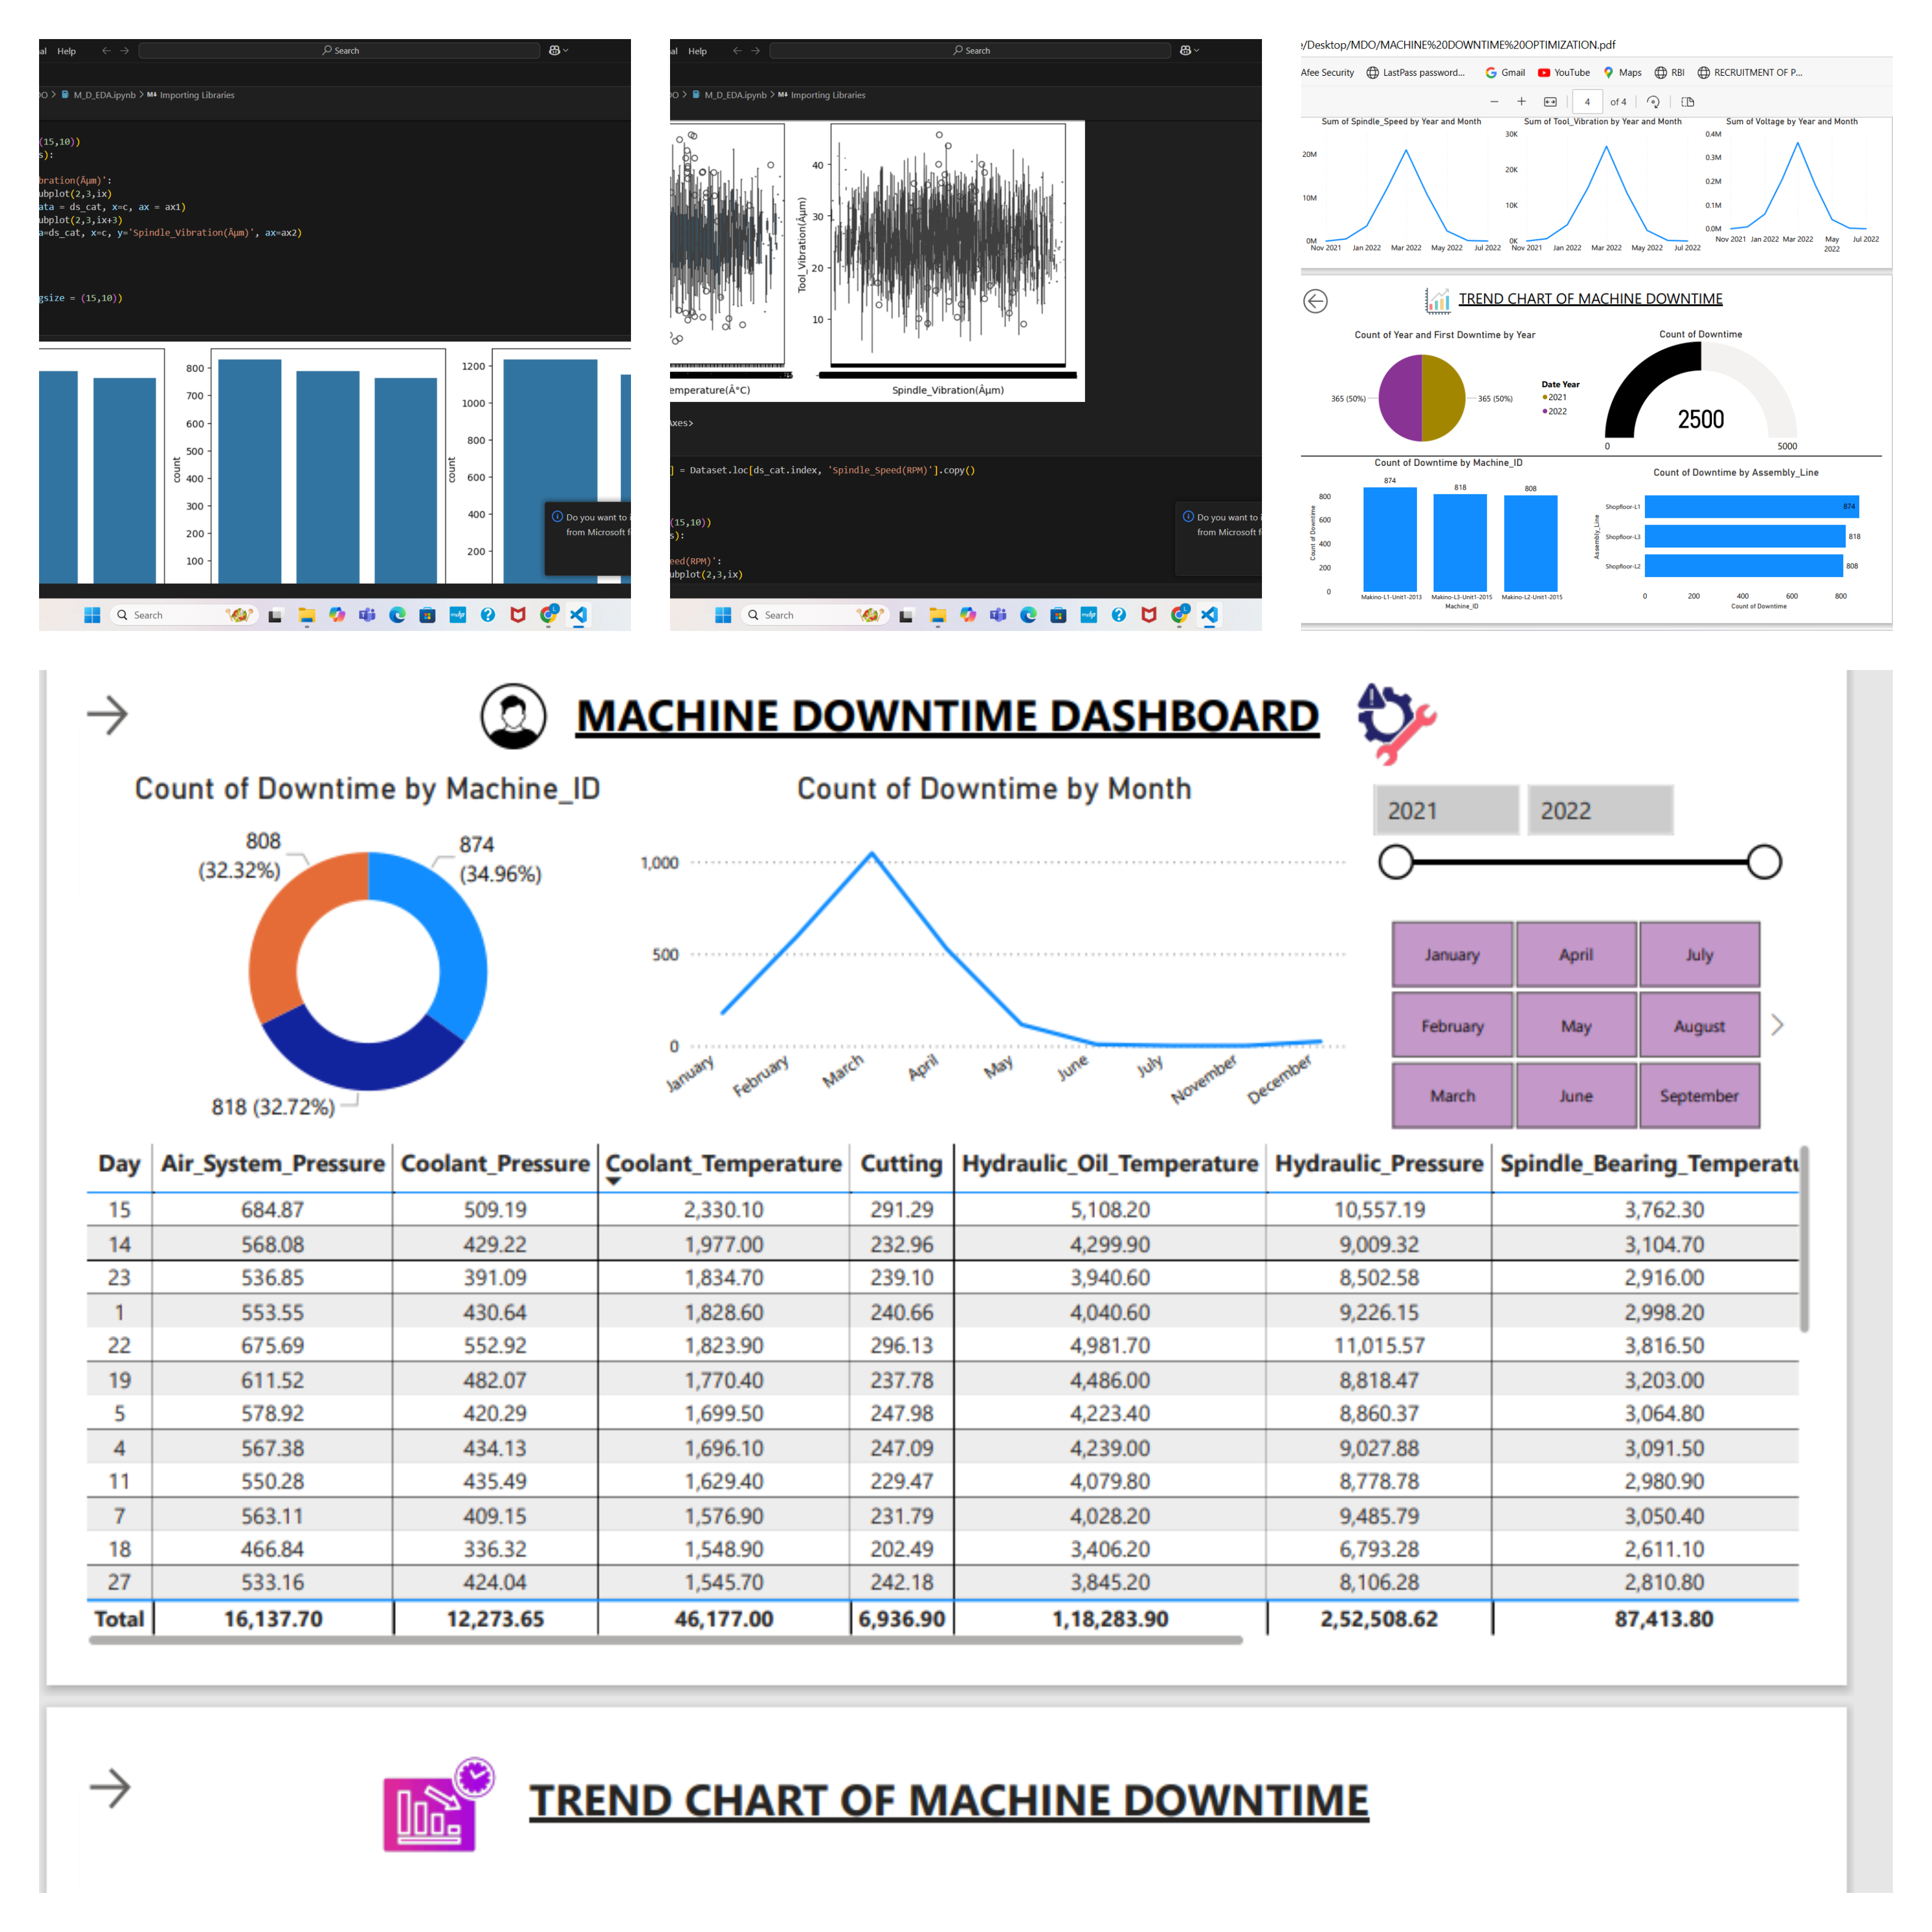 al Help Search
DO > M_D_EDA.ipynb > M↓ Importing Libraries
(15,10))
s):
bration(Âµm)':
ubplot(2,3,ix)
ata = ds_cat, x=c, ax = ax1)
ubplot(2,3,ix+3)
a=ds_cat, x=c, y='Spindle_Vibration(Âµm)', ax=ax2)
gsize = (15,10))
800
700
600
500
400
300
200
100
count
1200
1000
800
600
400
200
count
Do you want to i
from Microsoft f
Search
al Help Search
DO > M_D_EDA.ipynb > M↓ Importing Libraries
40
30
20
10
Tool_Vibration(Âµm)
emperature(Â°C)
Spindle_Vibration(Âµm)
Axes>
] = Dataset.loc[ds_cat.index, 'Spindle_Speed(RPM)'].copy()
(15,10))
s):
eed(RPM)':
ubplot(2,3,ix)
Do you want to i
from Microsoft f
Search
e/Desktop/MDO/MACHINE%20DOWNTIME%20OPTIMIZATION.pdf
Afee Security LastPass password... Gmail YouTube Maps RBI RECRUITMENT OF P...
4 of 4
Sum of Spindle_Speed by Year and Month
20M
10M
0M
Nov 2021 Jan 2022 Mar 2022 May 2022 Jul 2022
Sum of Tool_Vibration by Year and Month
30K
20K
10K
0K
Nov 2021 Jan 2022 Mar 2022 May 2022 Jul 2022
Sum of Voltage by Year and Month
0.4M
0.3M
0.2M
0.1M
0.0M
Nov 2021 Jan 2022 Mar 2022 May 2022 Jul 2022
TREND CHART OF MACHINE DOWNTIME
Count of Year and First Downtime by Year
365 (50%)
365 (50%)
Date Year
2021
2022
Count of Downtime
2500
0 5000
Count of Downtime by Machine_ID
874
818
808
800
600
400
200
0
Count of Downtime
Makino-L1-Unit1-2013 Makino-L3-Unit1-2015 Makino-L2-Unit1-2015
Machine_ID
Count of Downtime by Assembly_Line
Shopfloor-L1 874
Shopfloor-L3 818
Shopfloor-L2 808
Assembly_Line
0 200 400 600 800
Count of Downtime
MACHINE DOWNTIME DASHBOARD
Count of Downtime by Machine_ID
808
(32.32%)
874
(34.96%)
818 (32.72%)
Count of Downtime by Month
1,000
500
0
January February March April May June July November December
2021 2022
January April July
February May August
March June September
Day Air_System_Pressure Coolant_Pressure Coolant_Temperature Cutting Hydraulic_Oil_Temperature Hydraulic_Pressure Spindle_Bearing_Temperatu
15 684.87 509.19 2,330.10 291.29 5,108.20 10,557.19 3,762.30
14 568.08 429.22 1,977.00 232.96 4,299.90 9,009.32 3,104.70
23 536.85 391.09 1,834.70 239.10 3,940.60 8,502.58 2,916.00
1 553.55 430.64 1,828.60 240.66 4,040.60 9,226.15 2,998.20
22 675.69 552.92 1,823.90 296.13 4,981.70 11,015.57 3,816.50
19 611.52 482.07 1,770.40 237.78 4,486.00 8,818.47 3,203.00
5 578.92 420.29 1,699.50 247.98 4,223.40 8,860.37 3,064.80
4 567.38 434.13 1,696.10 247.09 4,239.00 9,027.88 3,091.50
11 550.28 435.49 1,629.40 229.47 4,079.80 8,778.78 2,980.90
7 563.11 409.15 1,576.90 231.79 4,028.20 9,485.79 3,050.40
18 466.84 336.32 1,548.90 202.49 3,406.20 6,793.28 2,611.10
27 533.16 424.04 1,545.70 242.18 3,845.20 8,106.28 2,810.80
Total 16,137.70 12,273.65 46,177.00 6,936.90 1,18,283.90 2,52,508.62 87,413.80
TREND CHART OF MACHINE DOWNTIME